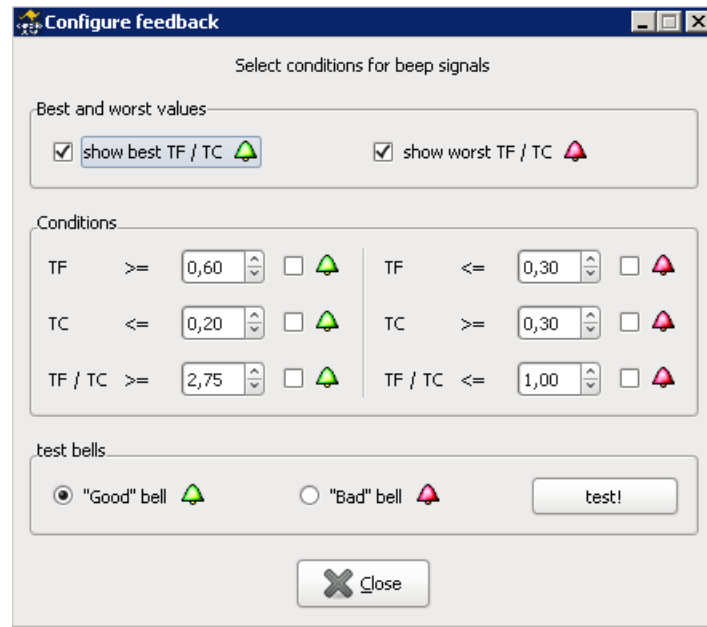 Configure feedback
Select conditions for beep signals
Best and worst values
show best TF / TC show worst TF / TC
Conditions
TF >= 0,60 TF <= 0,30
TC <= 0,20 TC >= 0,30
TF / TC >= 2,75 TF / TC <= 1,00
test bells
"Good" bell "Bad" bell test!
Close